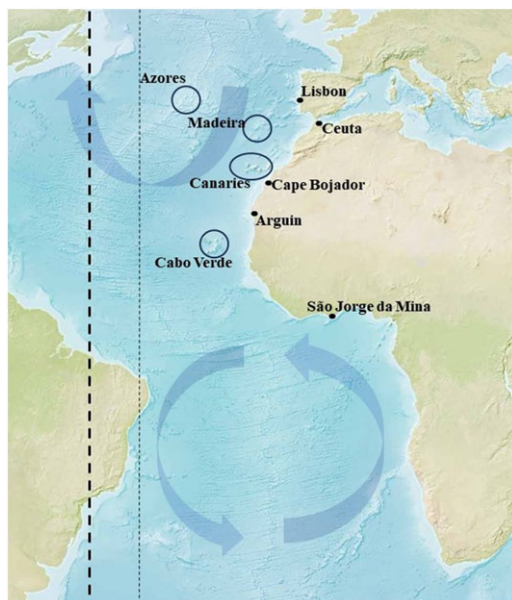 Azores
Lisbon
Madeira
Ceuta
Canaries
Cape Bojador
Arguin
Cabo Verde
São Jorge da Mina